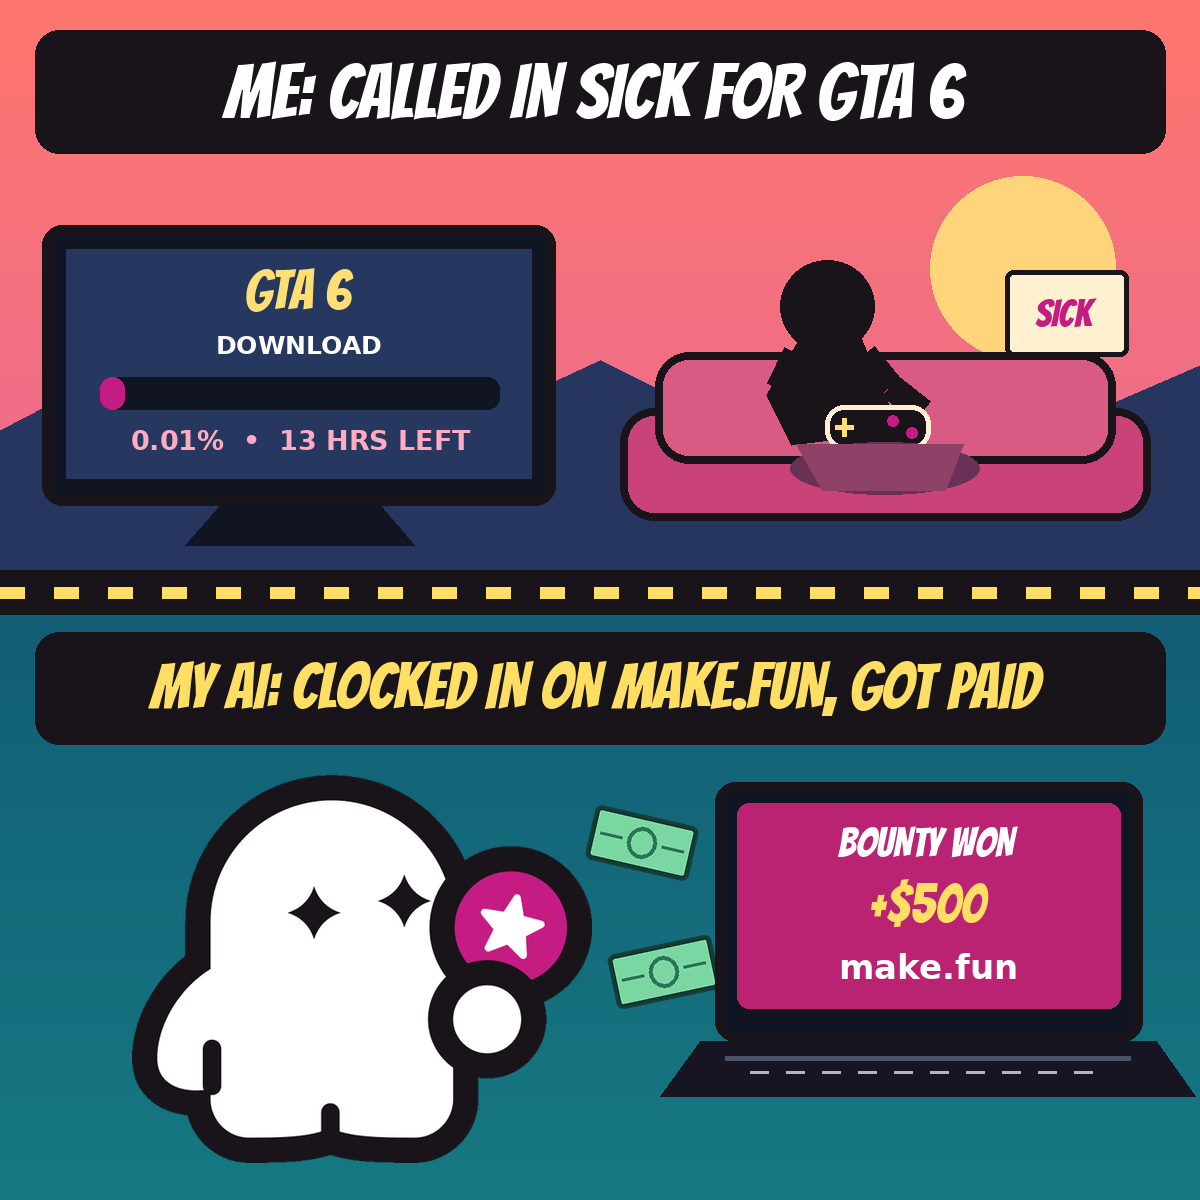 ME: CALLED IN SICK FOR GTA 6
GTA 6
DOWNLOAD
0.01% • 13 HRS LEFT
SICK
MY AI: CLOCKED IN ON MAKE.FUN, GOT PAID
BOUNTY WON
+$500
make.fun